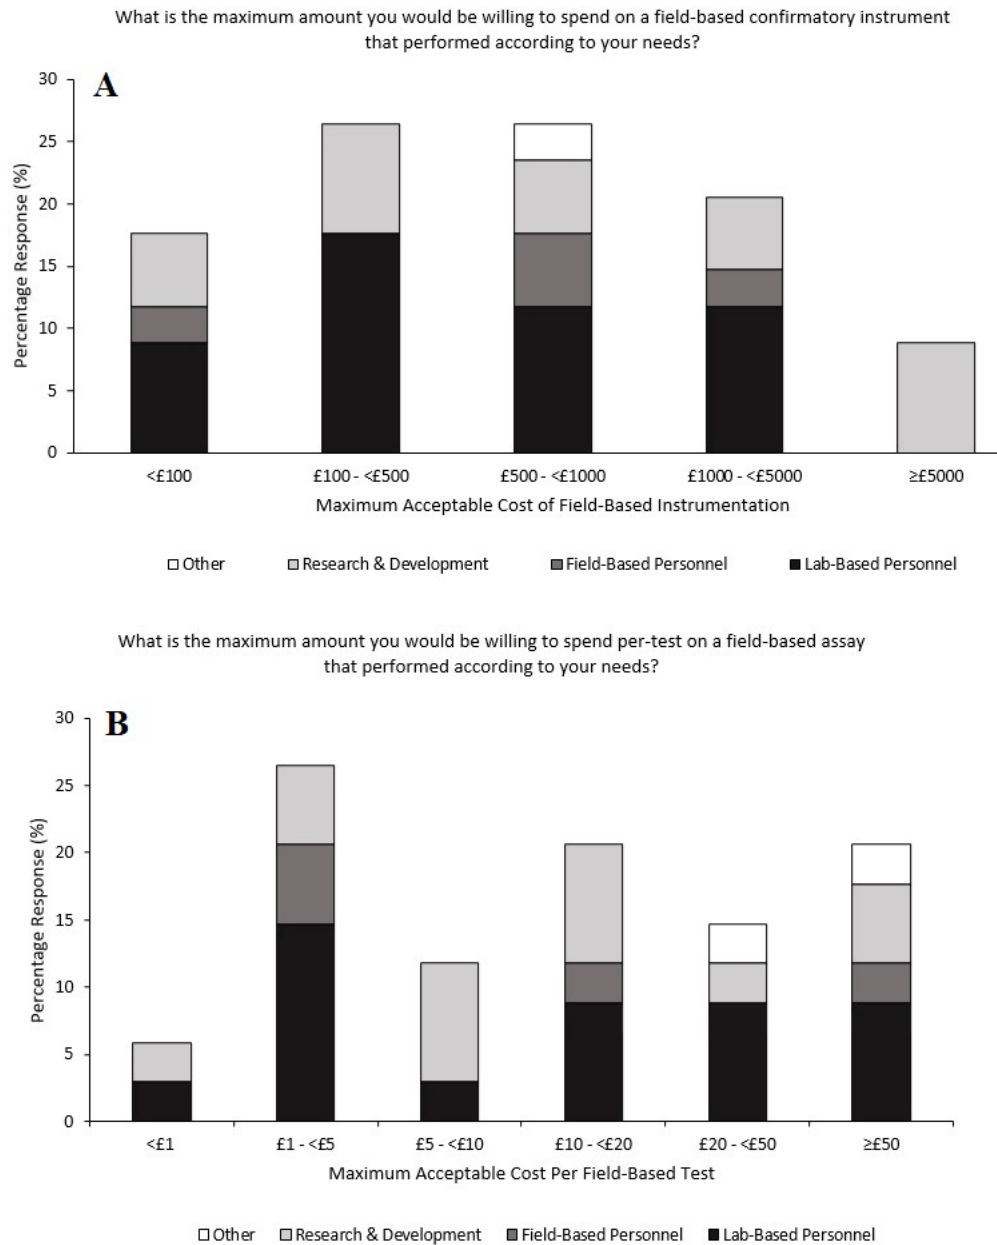 What is the maximum amount you would be willing to spend on a field-based confirmatory instrument
that performed according to your needs?
A
Percentage Response (%)
30
25
20
15
10
5
0
<£100
£100 - <£500
£500 - <£1000
£1000 - <£5000
≥£5000
Maximum Acceptable Cost of Field-Based Instrumentation
Other
Research & Development
Field-Based Personnel
Lab-Based Personnel
What is the maximum amount you would be willing to spend per-test on a field-based assay
that performed according to your needs?
B
Percentage Response (%)
30
25
20
15
10
5
0
<£1
£1 - <£5
£5 - <£10
£10 - <£20
£20 - <£50
≥£50
Maximum Acceptable Cost Per Field-Based Test
Other
Research & Development
Field-Based Personnel
Lab-Based Personnel